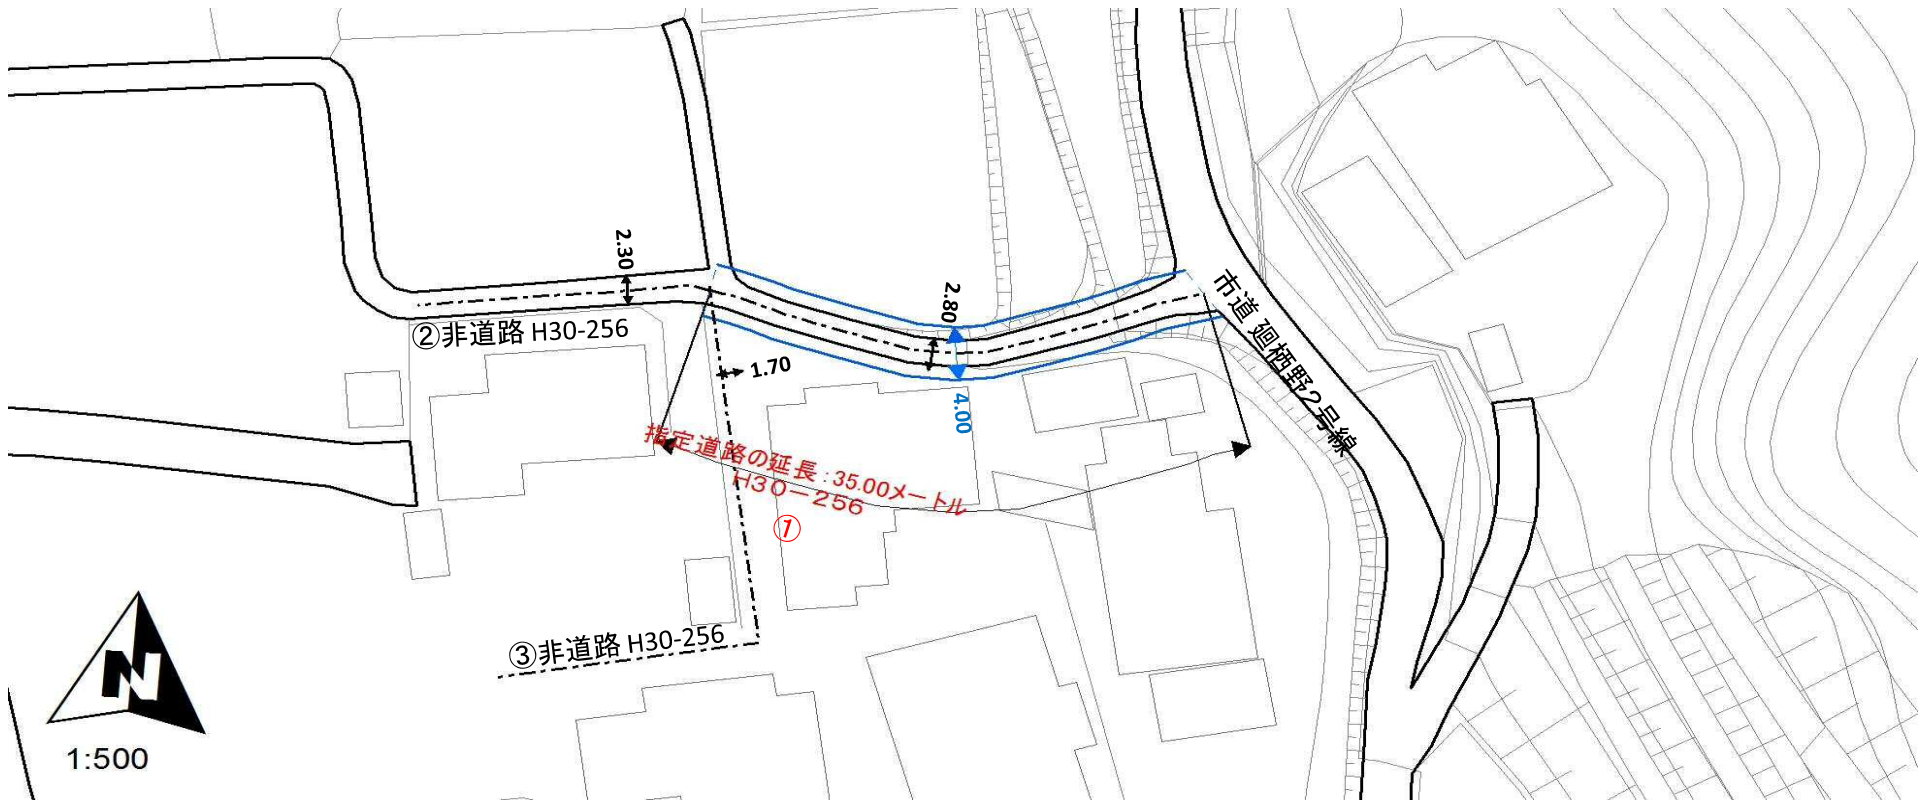 2.30
2.80
市道 廻栖野2号線
②非道路 H30-256
1.70
4.00
指定道路の延長：35.00メートル
H30－256
①
③非道路 H30-256
N
1:500